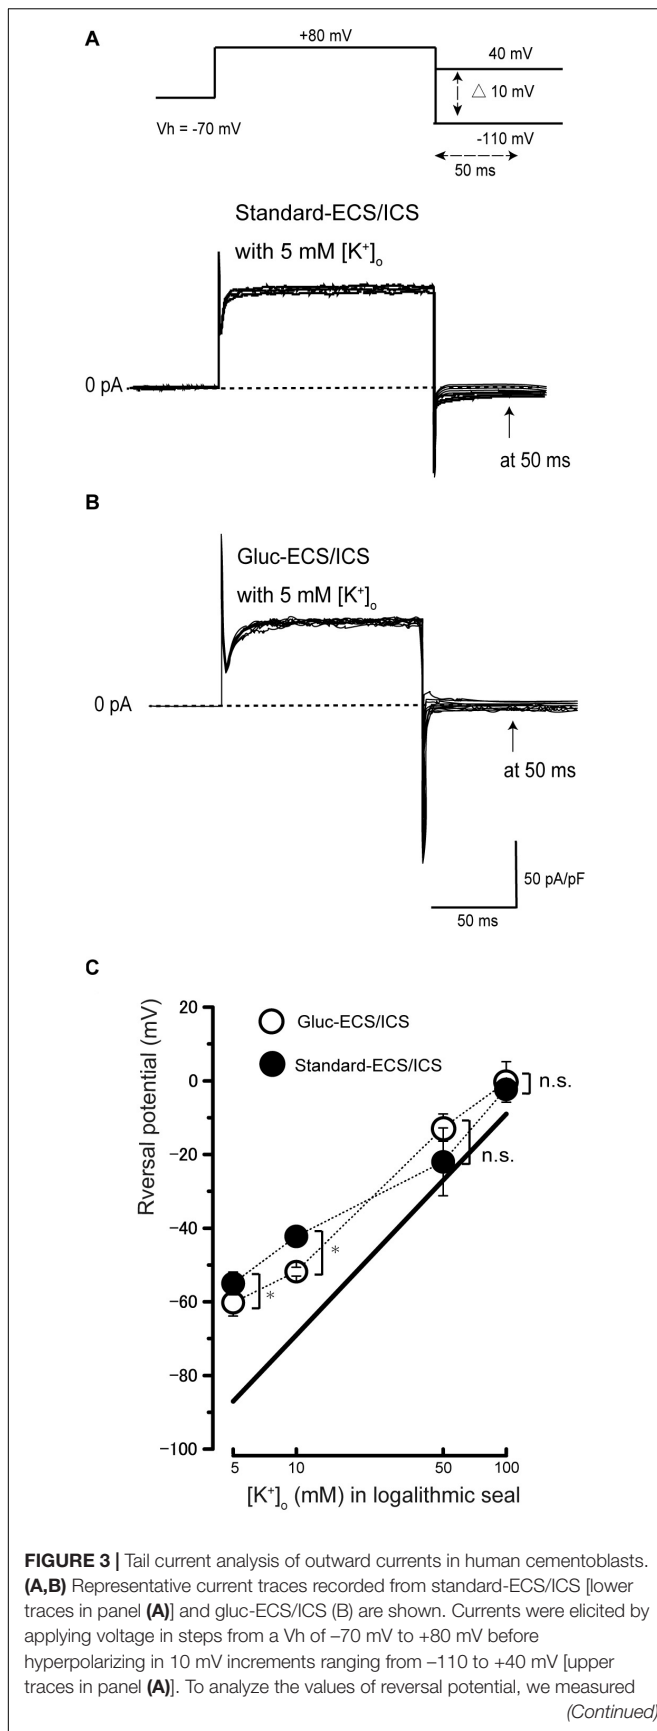 A
+80 mV
40 mV
△ 10 mV
Vh = -70 mV
-110 mV
50 ms
Standard-ECS/ICS
with 5 mM [K⁺]ₒ
0 pA
at 50 ms
B
Gluc-ECS/ICS
with 5 mM [K⁺]ₒ
0 pA
at 50 ms
50 pA/pF
50 ms
C
Rversal potential (mV)
20
0
−20
−40
−60
−80
−100
Gluc-ECS/ICS
Standard-ECS/ICS
n.s.
n.s.
*
*
5 10 50 100
[K⁺]ₒ (mM) in logalithmic seal
FIGURE 3 | Tail current analysis of outward currents in human cementoblasts.
(A,B) Representative current traces recorded from standard-ECS/ICS [lower
traces in panel (A)] and gluc-ECS/ICS (B) are shown. Currents were elicited by
applying voltage in steps from a Vh of −70 mV to +80 mV before
hyperpolarizing in 10 mV increments ranging from −110 to +40 mV [upper
traces in panel (A)]. To analyze the values of reversal potential, we measured
(Continued)